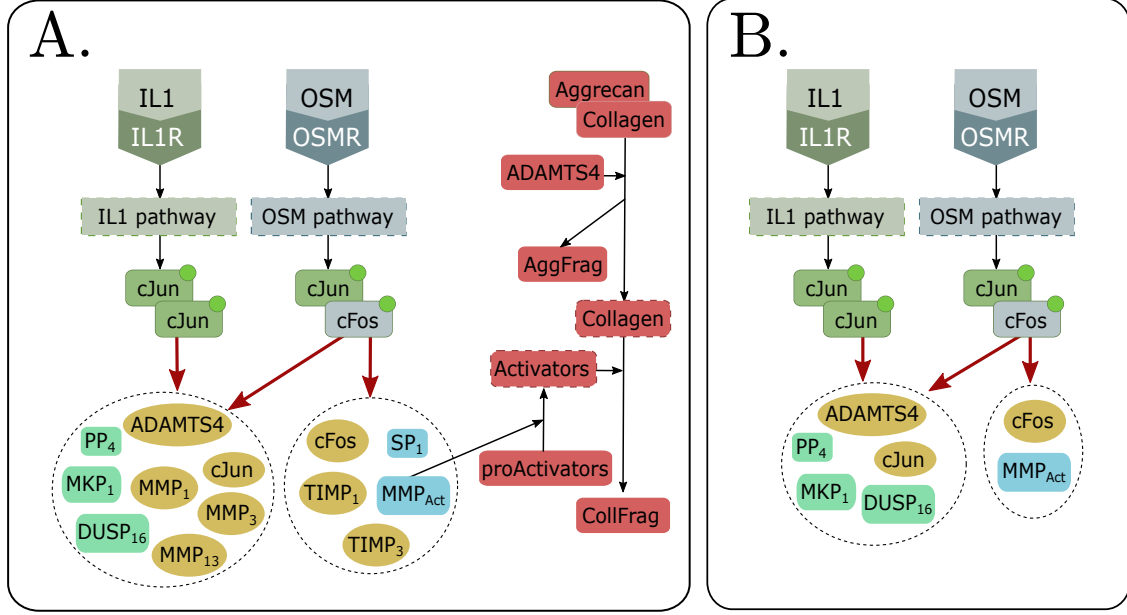 A.
IL1
IL1R
OSM
OSMR
IL1 pathway
OSM pathway
cJun
cJun
cJun
cFos
ADAMTS4
PP4
cJun
MKP1
MMP1
MMP3
DUSP16
MMP13
cFos
SP1
TIMP1
MMPAct
TIMP3
Aggrecan
Collagen
ADAMTS4
AggFrag
Collagen
Activators
proActivators
CollFrag
B.
IL1
IL1R
OSM
OSMR
IL1 pathway
OSM pathway
cJun
cJun
cJun
cFos
ADAMTS4
PP4
cJun
MKP1
DUSP16
cFos
MMPAct